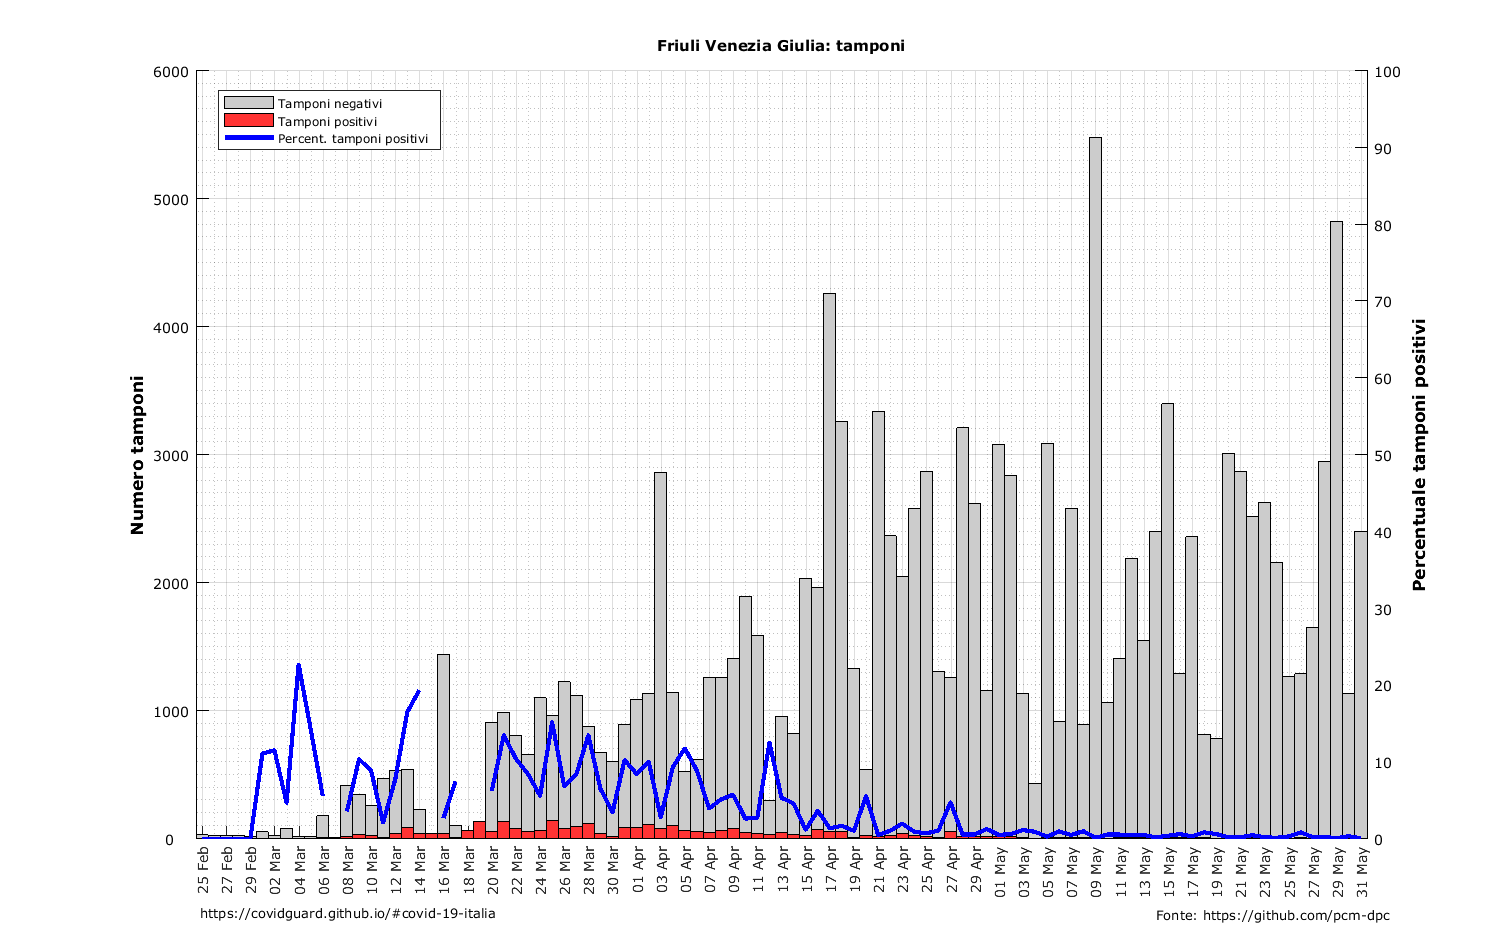 Friuli Venezia Giulia: tamponi
Tamponi negativi
Tamponi positivi
Percent. tamponi positivi
Numero tamponi
6000
5000
4000
3000
2000
1000
0
Percentuale tamponi positivi
100
90
80
70
60
50
40
30
20
10
0
25 Feb
27 Feb
29 Feb
02 Mar
04 Mar
06 Mar
08 Mar
10 Mar
12 Mar
14 Mar
16 Mar
18 Mar
20 Mar
22 Mar
24 Mar
26 Mar
28 Mar
30 Mar
01 Apr
03 Apr
05 Apr
07 Apr
09 Apr
11 Apr
13 Apr
15 Apr
17 Apr
19 Apr
21 Apr
23 Apr
25 Apr
27 Apr
29 Apr
01 May
03 May
05 May
07 May
09 May
11 May
13 May
15 May
17 May
19 May
21 May
23 May
25 May
27 May
29 May
31 May
https://covidguard.github.io/#covid-19-italia
Fonte: https://github.com/pcm-dpc